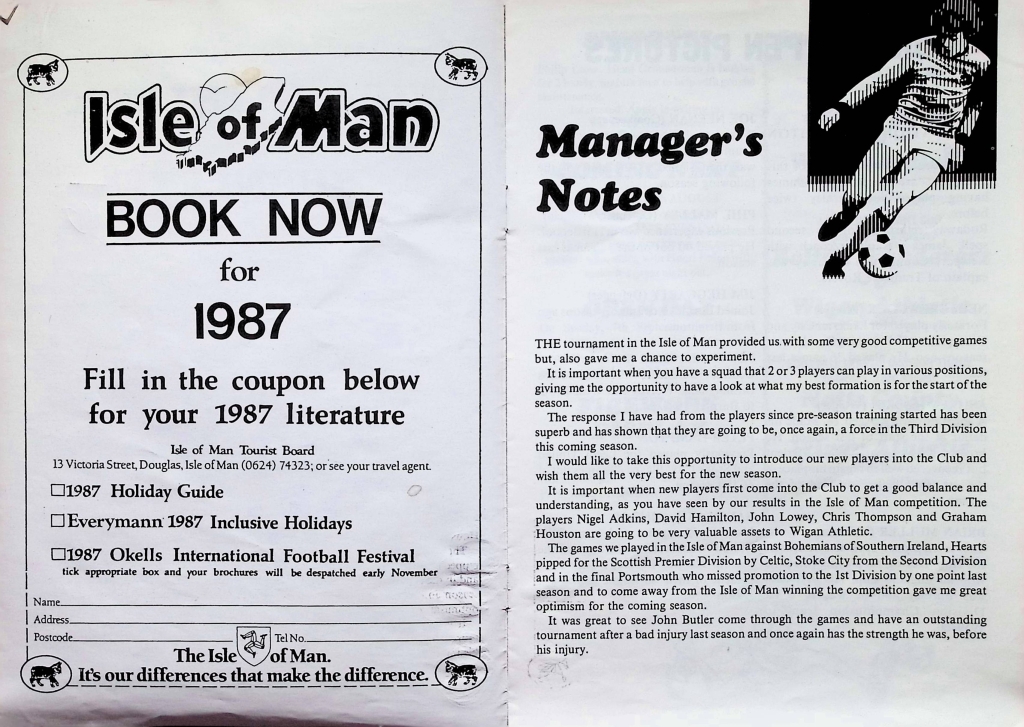 Isle of Man
BOOK NOW
for
1987
Fill in the coupon below
for your 1987 literature
Isle of Man Tourist Board
13 Victoria Street, Douglas, Isle of Man (0624) 74323; or see your travel agent.
1987 Holiday Guide
Everymann 1987 Inclusive Holidays
1987 Okells International Football Festival
tick appropriate box and your brochures will be despatched early November
Name
Address
Postcode Tel No.
The Isle of Man.
It's our differences that make the difference.
Manager's
Notes
THE tournament in the Isle of Man provided us with some very good competitive games
but, also gave me a chance to experiment.
It is important when you have a squad that 2 or 3 players can play in various positions,
giving me the opportunity to have a look at what my best formation is for the start of the
season.
The response I have had from the players since pre-season training started has been
superb and has shown that they are going to be, once again, a force in the Third Division
this coming season.
I would like to take this opportunity to introduce our new players into the Club and
wish them all the very best for the new season.
It is important when new players first come into the Club to get a good balance and
understanding, as you have seen by our results in the Isle of Man competition. The
players Nigel Adkins, David Hamilton, John Lowey, Chris Thompson and Graham
Houston are going to be very valuable assets to Wigan Athletic.
The games we played in the Isle of Man against Bohemians of Southern Ireland, Hearts
pipped for the Scottish Premier Division by Celtic, Stoke City from the Second Division
and in the final Portsmouth who missed promotion to the 1st Division by one point last
season and to come away from the Isle of Man winning the competition gave me great
optimism for the coming season.
It was great to see John Butler come through the games and have an outstanding
tournament after a bad injury last season and once again has the strength he was, before
his injury.